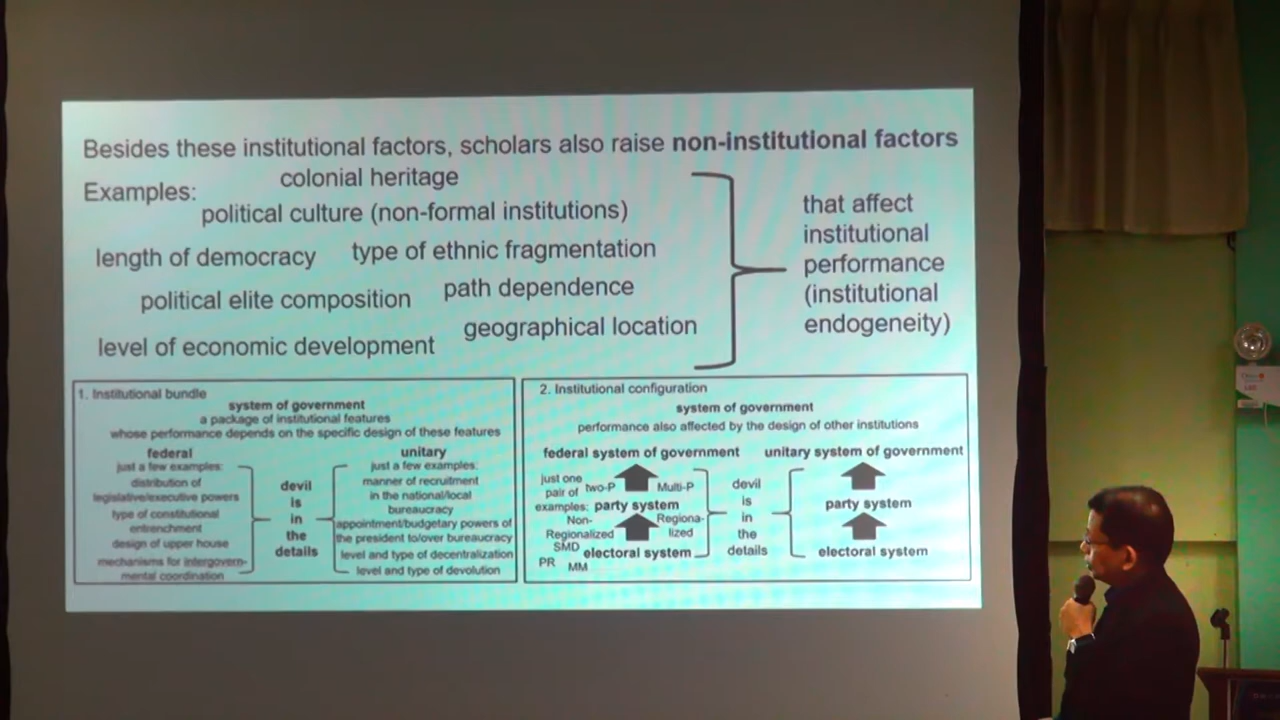 Besides these institutional factors, scholars also raise non-institutional factors
Examples:
colonial heritage
political culture (non-formal institutions)
length of democracy
type of ethnic fragmentation
political elite composition
path dependence
geographical location
level of economic development
that affect
institutional
performance
(institutional
endogeneity)
1. Institutional bundle
system of government
a package of institutional features
whose performance depends on the specific design of these features
federal
just a few examples:
distribution of
legislative/executive powers
type of constitutional
entrenchment
design of upper house
mechanisms for intergovern-
mental coordination
devil
is
in
the
details
unitary
just a few examples:
manner of recruitment
in the national/local
bureaucracy
appointment/budgetary powers of
the president to/over bureaucracy
level and type of decentralization
level and type of devolution
2. Institutional configuration
system of government
performance also affected by the design of other institutions
federal system of government
just one
pair of
examples:
two-P
Multi-P
party system
Non-
Regionalized
Regiona-
lized
SMD
electoral system
PR
MM
devil
is
in
the
details
unitary system of government
party system
electoral system